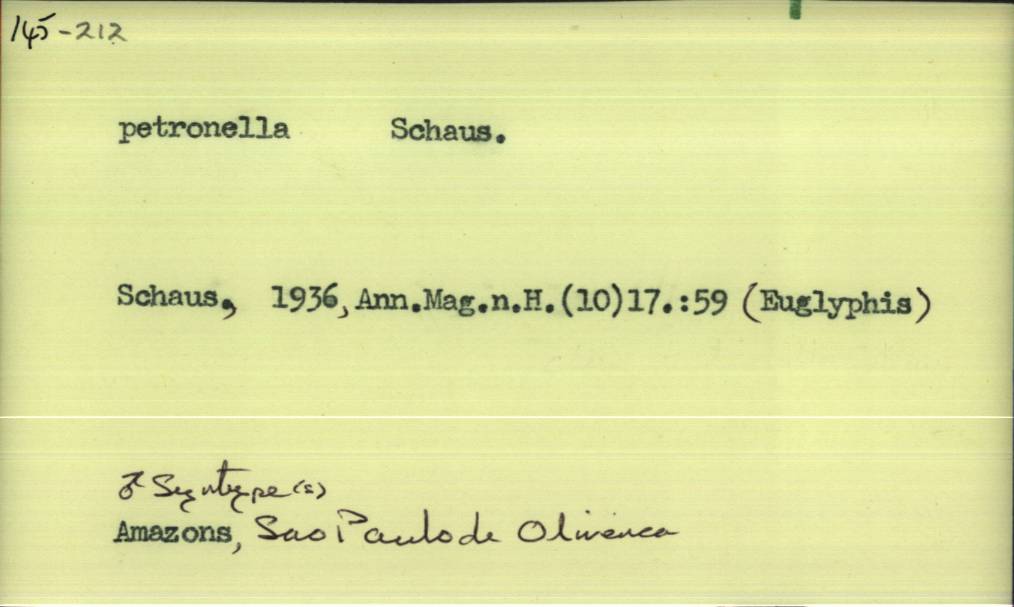 145-212
petronella Schaus.
Schaus., 1936, Ann.Mag.n.H.(10)17.:59 (Euglyphis)
♂ Syntype(s)
Amazons, Sao Paulo de Olivenca